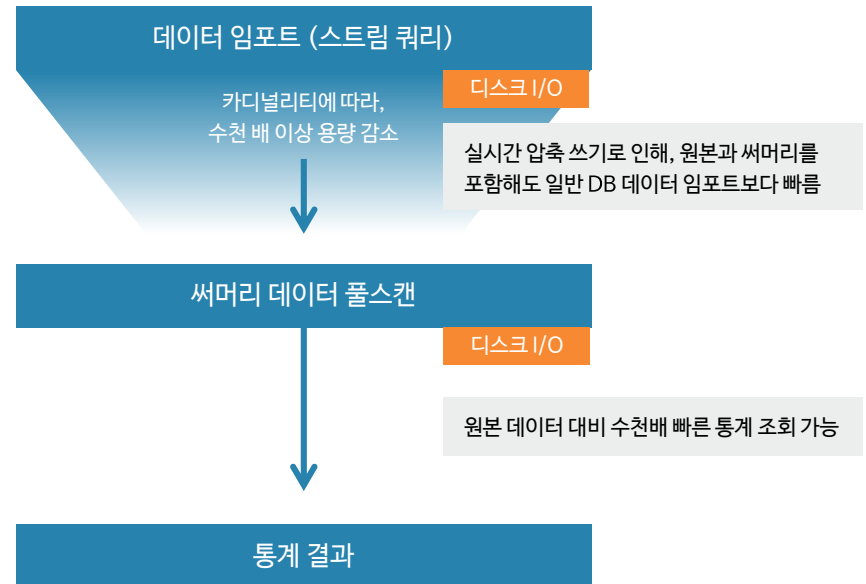 데이터 임포트 (스트림 쿼리)
디스크 I/O
카디널리티에 따라,
수천 배 이상 용량 감소
실시간 압축 쓰기로 인해, 원본과 써머리를
포함해도 일반 DB 데이터 임포트보다 빠름
써머리 데이터 풀스캔
디스크 I/O
원본 데이터 대비 수천배 빠른 통계 조회 가능
통계 결과